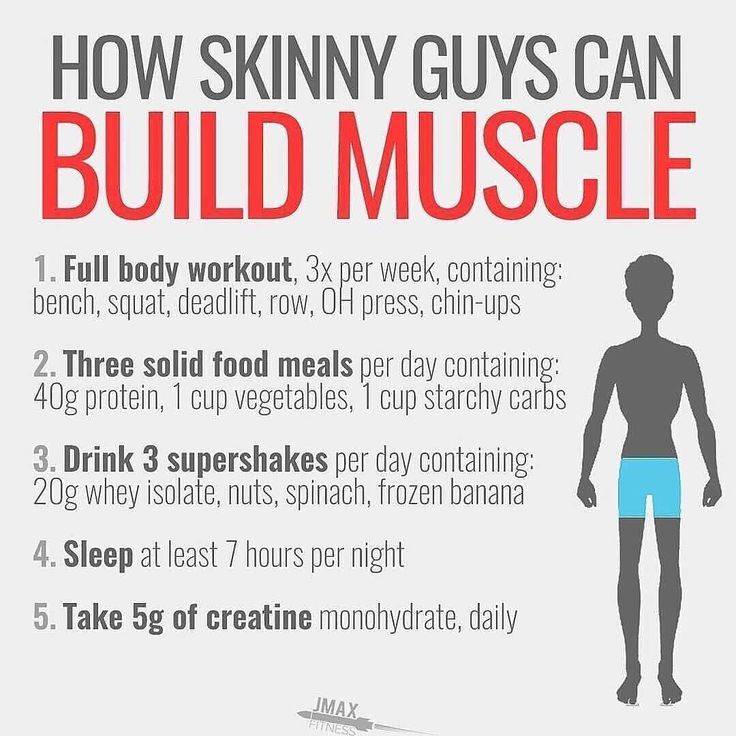 HOW SKINNY GUYS CAN
BUILD MUSCLE
1. Full body workout, 3x per week, containing:
bench, squat, deadlift, row, OH press, chin-ups
2. Three solid food meals per day containing:
40g protein, 1 cup vegetables, 1 cup starchy carbs
3. Drink 3 supershakes per day containing:
20g whey isolate, nuts, spinach, frozen banana
4. Sleep at least 7 hours per night
5. Take 5g of creatine monohydrate, daily
JMAX
FITNESS